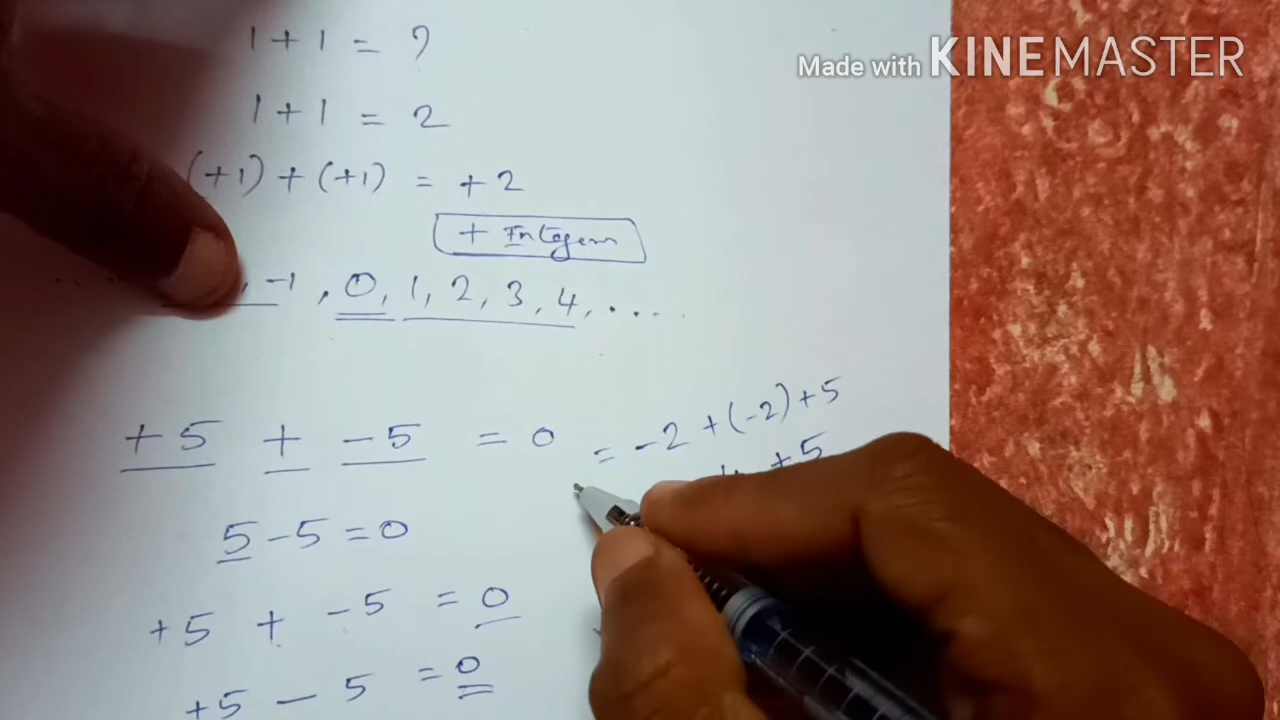 Made with KINEMASTER
1 + 1 = ?
1 + 1 = 2
(+1) + (+1) = +2
+ Integers
, -1 , 0, 1, 2, 3, 4, ....
+5 + -5 = 0
= -2 + (-2) + 5
+ 5
5 - 5 = 0
+5 + -5 = 0
+5 - 5 = 0